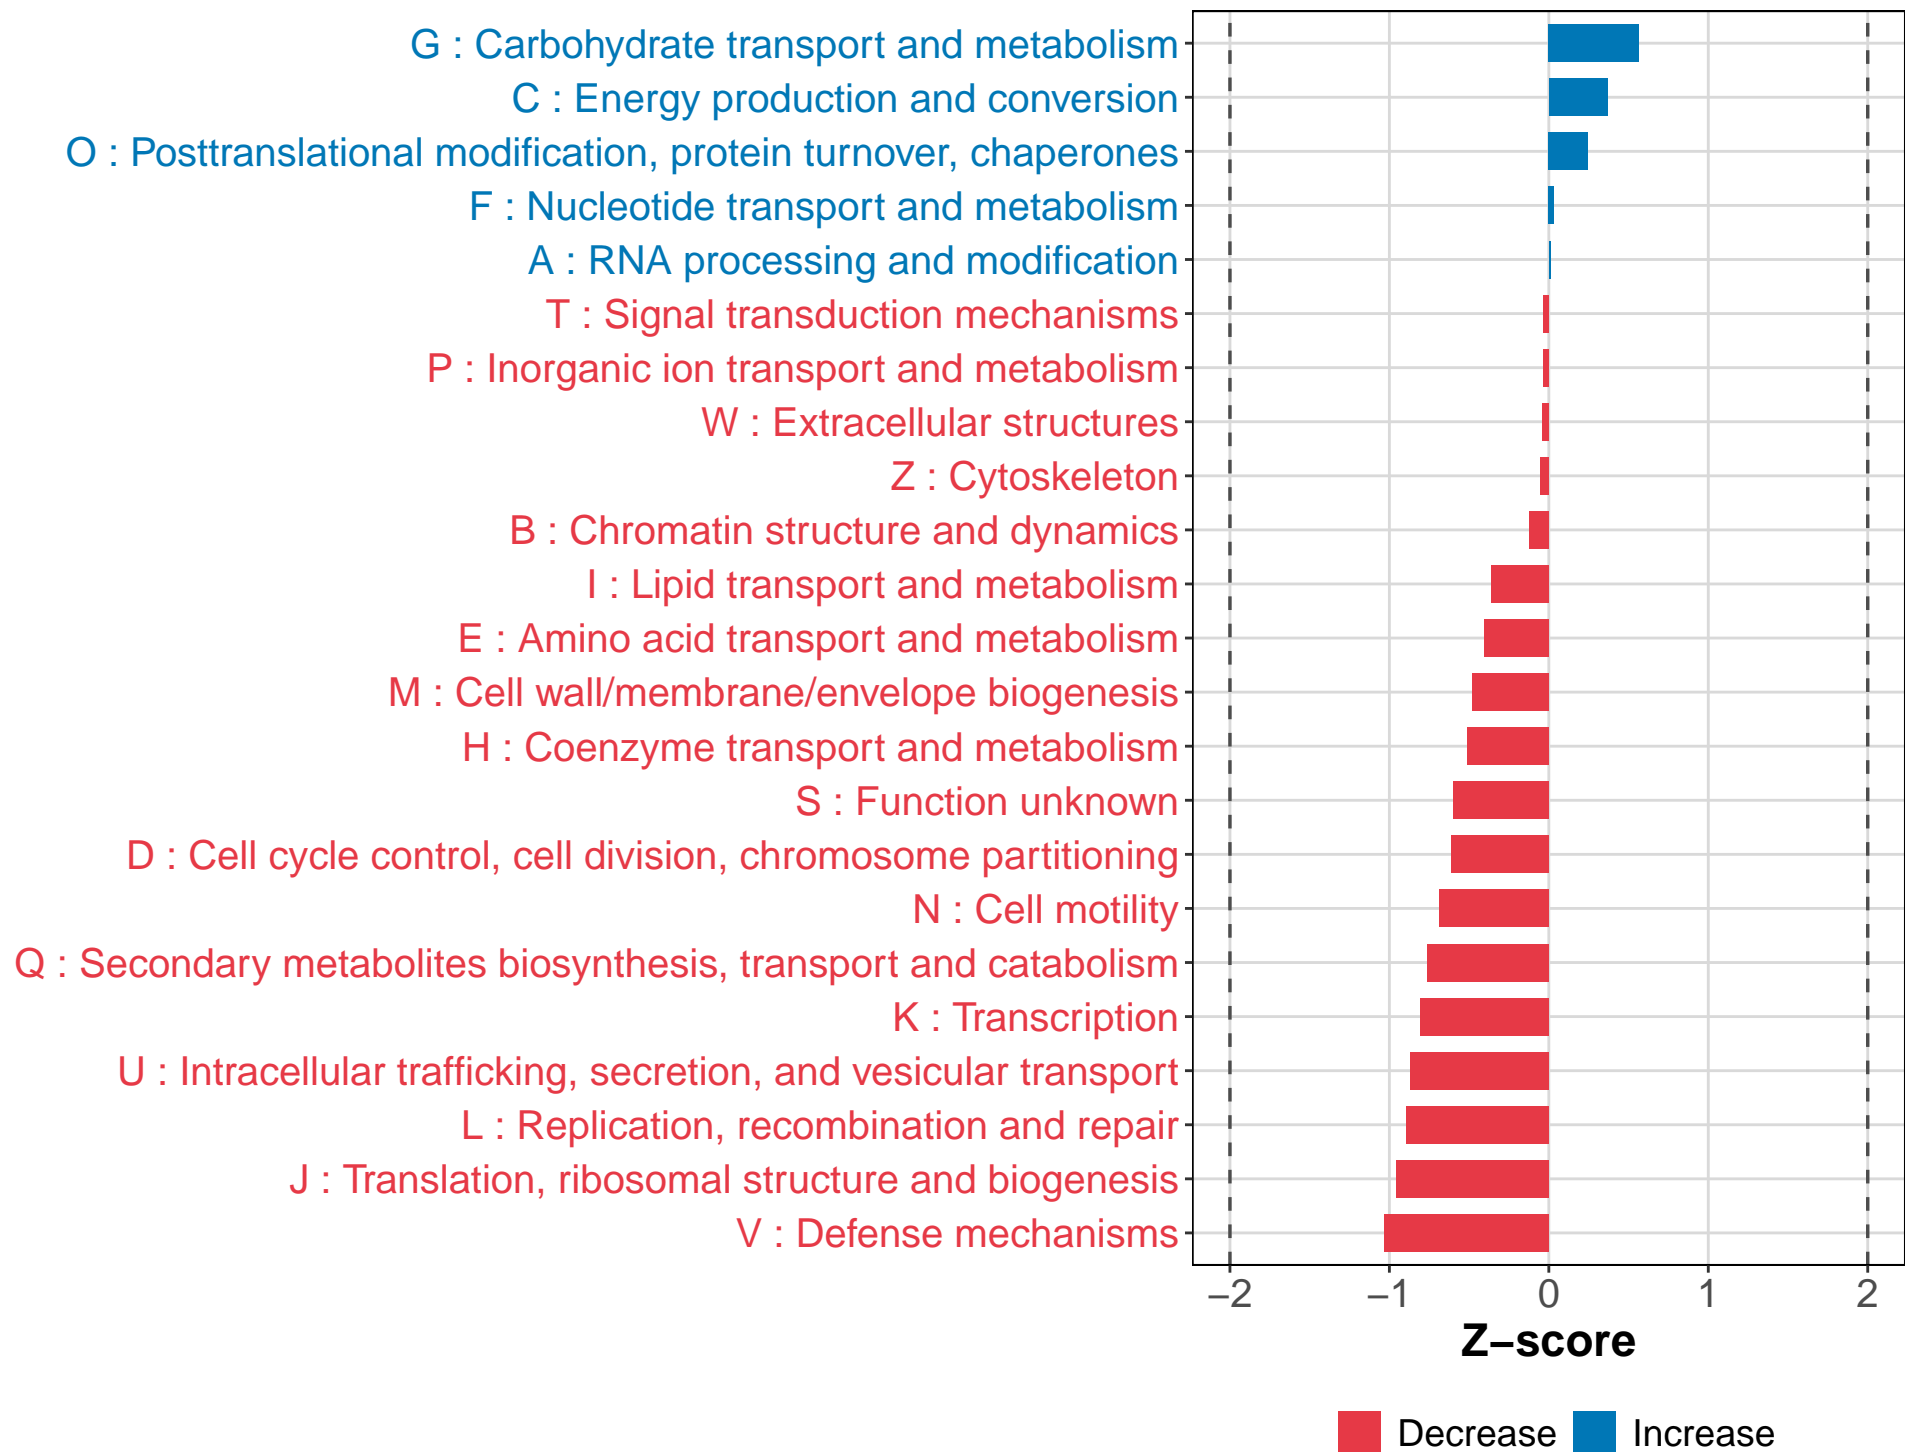 G : Carbohydrate transport and metabolism
C : Energy production and conversion
O : Posttranslational modification, protein turnover, chaperones
F : Nucleotide transport and metabolism
A : RNA processing and modification
T : Signal transduction mechanisms
P : Inorganic ion transport and metabolism
W : Extracellular structures
Z : Cytoskeleton
B : Chromatin structure and dynamics
I : Lipid transport and metabolism
E : Amino acid transport and metabolism
M : Cell wall/membrane/envelope biogenesis
H : Coenzyme transport and metabolism
S : Function unknown
D : Cell cycle control, cell division, chromosome partitioning
N : Cell motility
Q : Secondary metabolites biosynthesis, transport and catabolism
K : Transcription
U : Intracellular trafficking, secretion, and vesicular transport
L : Replication, recombination and repair
J : Translation, ribosomal structure and biogenesis
V : Defense mechanisms
−2 −1 0 1 2
Z−score
Decrease Increase